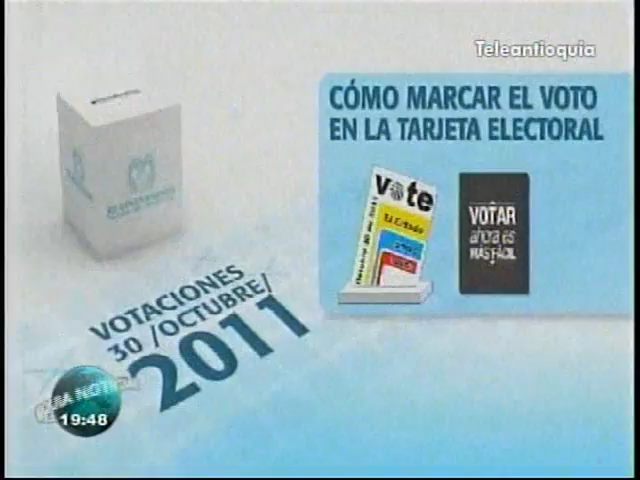 Teleantioquia
CÓMO MARCAR EL VOTO
EN LA TARJETA ELECTORAL
vote
VOTAR
ahora es
MÁS FÁCIL
VOTACIONES
30 /OCTUBRE/
2011
19:48